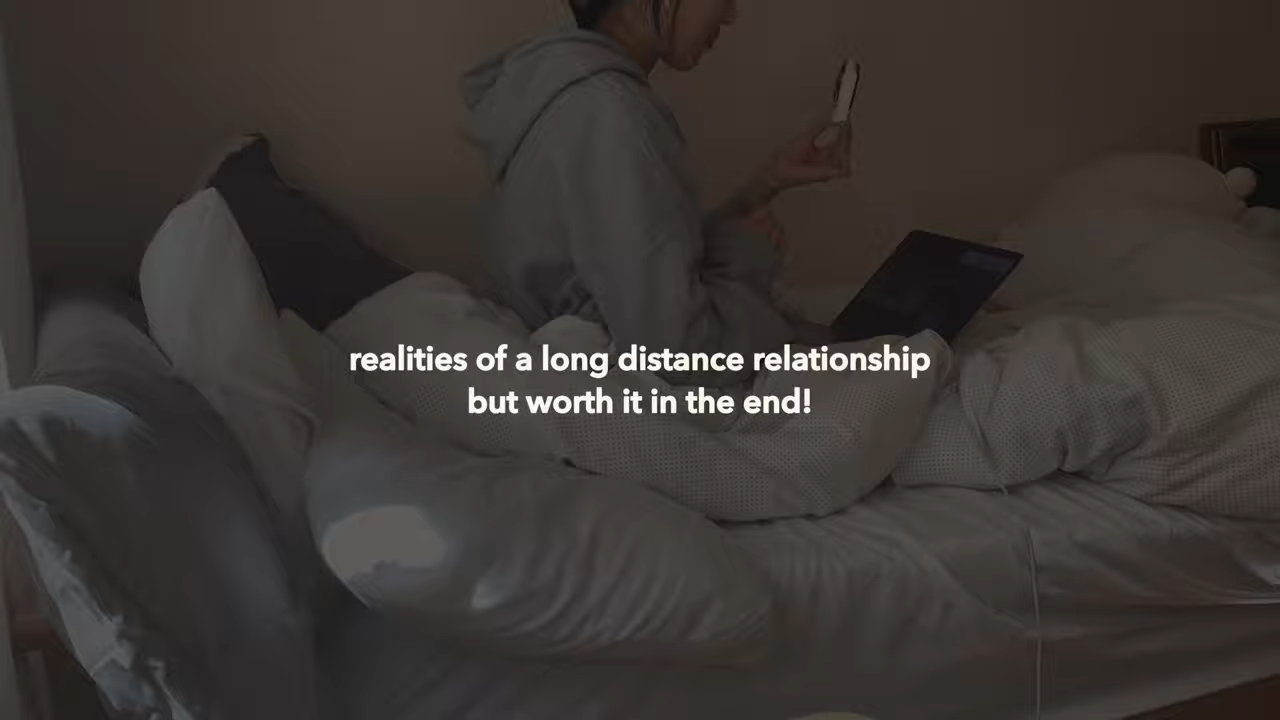 realities of a long distance relationship
but worth it in the end!